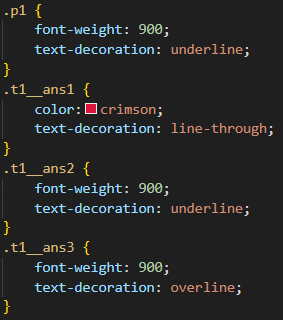 .p1 {
font-weight: 900;
text-decoration: underline;
}
.t1__ans1 {
color: crimson;
text-decoration: line-through;
}
.t1__ans2 {
font-weight: 900;
text-decoration: underline;
}
.t1__ans3 {
font-weight: 900;
text-decoration: overline;
}